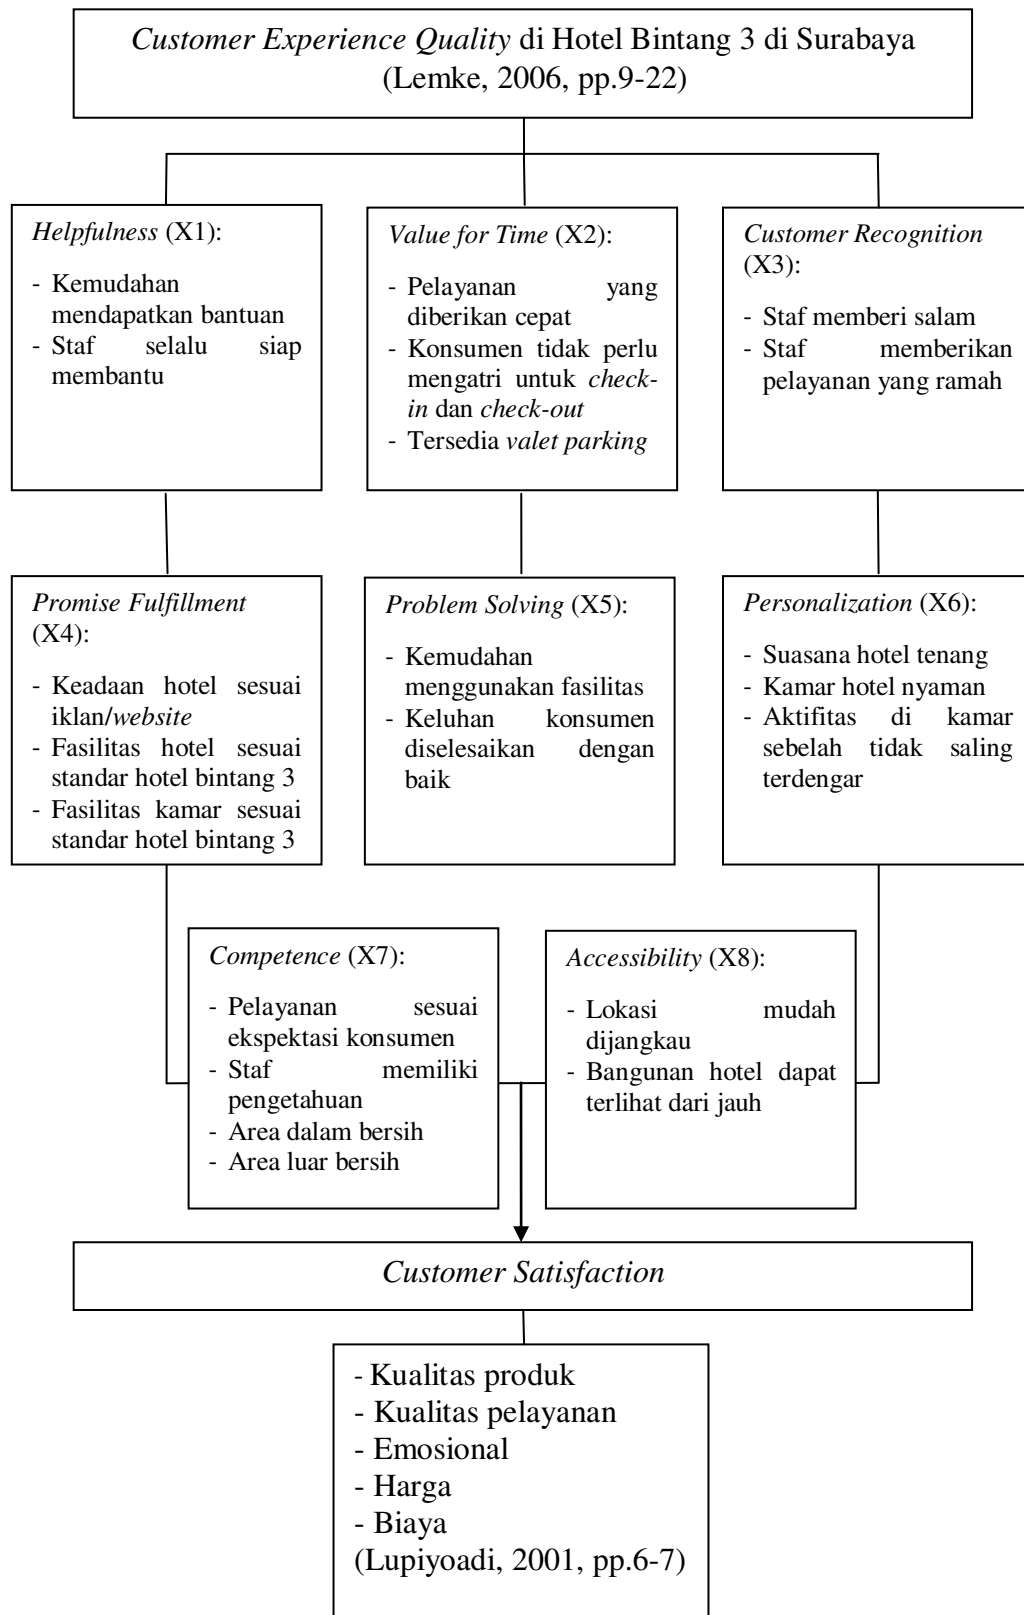 Customer Experience Quality di Hotel Bintang 3 di Surabaya
(Lemke, 2006, pp.9-22)
Helpfulness (X1):
- Kemudahan
mendapatkan bantuan
- Staf selalu siap
membantu
Value for Time (X2):
- Pelayanan yang
diberikan cepat
- Konsumen tidak perlu
mengatri untuk check-
in dan check-out
- Tersedia valet parking
Customer Recognition
(X3):
- Staf memberi salam
- Staf memberikan
pelayanan yang ramah
Promise Fulfillment
(X4):
- Keadaan hotel sesuai
iklan/website
- Fasilitas hotel sesuai
standar hotel bintang 3
- Fasilitas kamar sesuai
standar hotel bintang 3
Problem Solving (X5):
- Kemudahan
menggunakan fasilitas
- Keluhan konsumen
diselesaikan dengan
baik
Personalization (X6):
- Suasana hotel tenang
- Kamar hotel nyaman
- Aktifitas di kamar
sebelah tidak saling
terdengar
Competence (X7):
- Pelayanan sesuai
ekspektasi konsumen
- Staf memiliki
pengetahuan
- Area dalam bersih
- Area luar bersih
Accessibility (X8):
- Lokasi mudah
dijangkau
- Bangunan hotel dapat
terlihat dari jauh
Customer Satisfaction
- Kualitas produk
- Kualitas pelayanan
- Emosional
- Harga
- Biaya
(Lupiyoadi, 2001, pp.6-7)